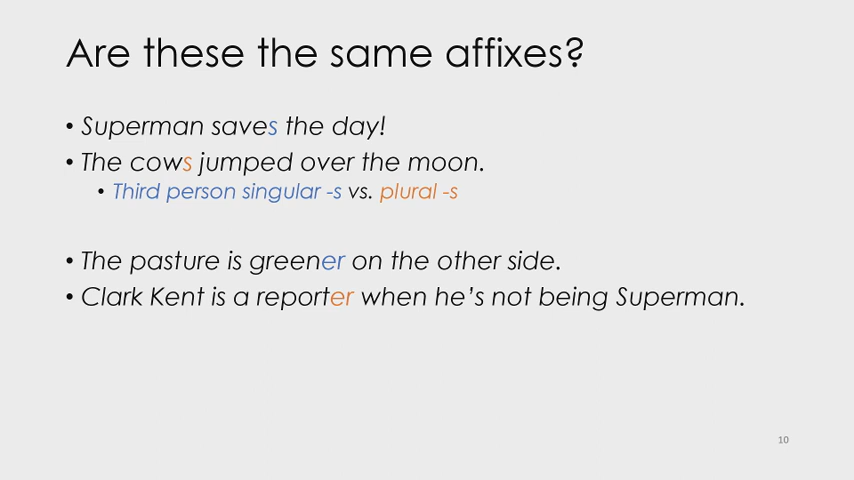 Are these the same affixes?
• Superman saves the day!
• The cows jumped over the moon.
• Third person singular -s vs. plural -s
• The pasture is greener on the other side.
• Clark Kent is a reporter when he’s not being Superman.
10